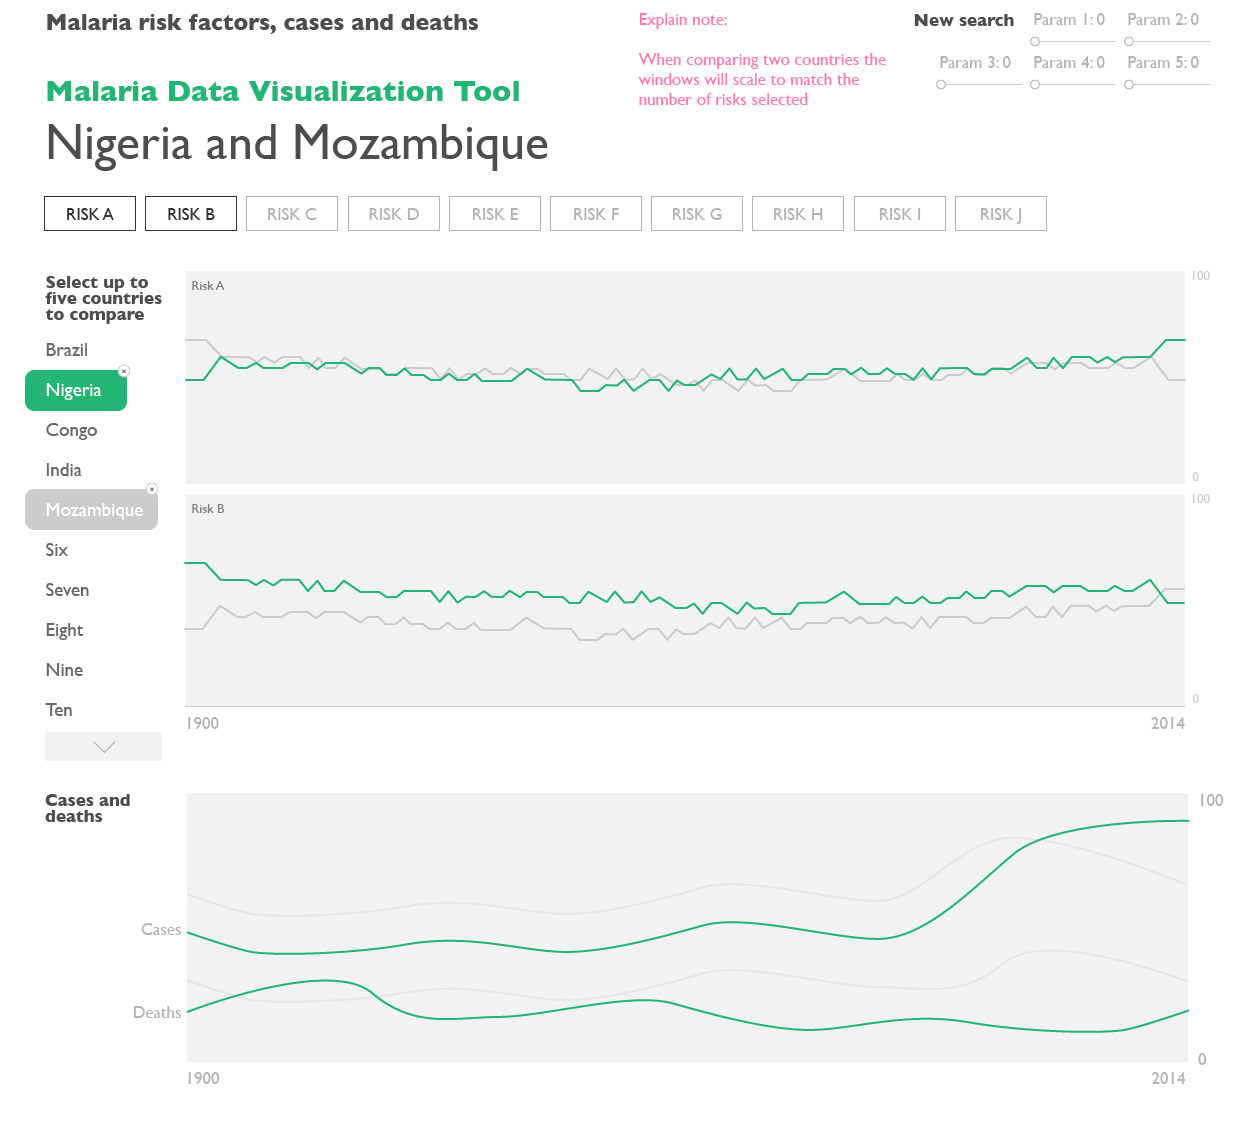 Malaria risk factors, cases and deaths
Explain note:
When comparing two countries the
windows will scale to match the
number of risks selected
New search
Param 1: 0
Param 2: 0
Param 3: 0
Param 4: 0
Param 5: 0
Malaria Data Visualization Tool
Nigeria and Mozambique
RISK A
RISK B
RISK C
RISK D
RISK E
RISK F
RISK G
RISK H
RISK I
RISK J
Select up to
five countries
to compare
Brazil
Nigeria
Congo
India
Mozambique
Six
Seven
Eight
Nine
Ten
Risk A
100
0
Risk B
100
0
1900
2014
Cases and
deaths
100
Cases
Deaths
0
1900
2014